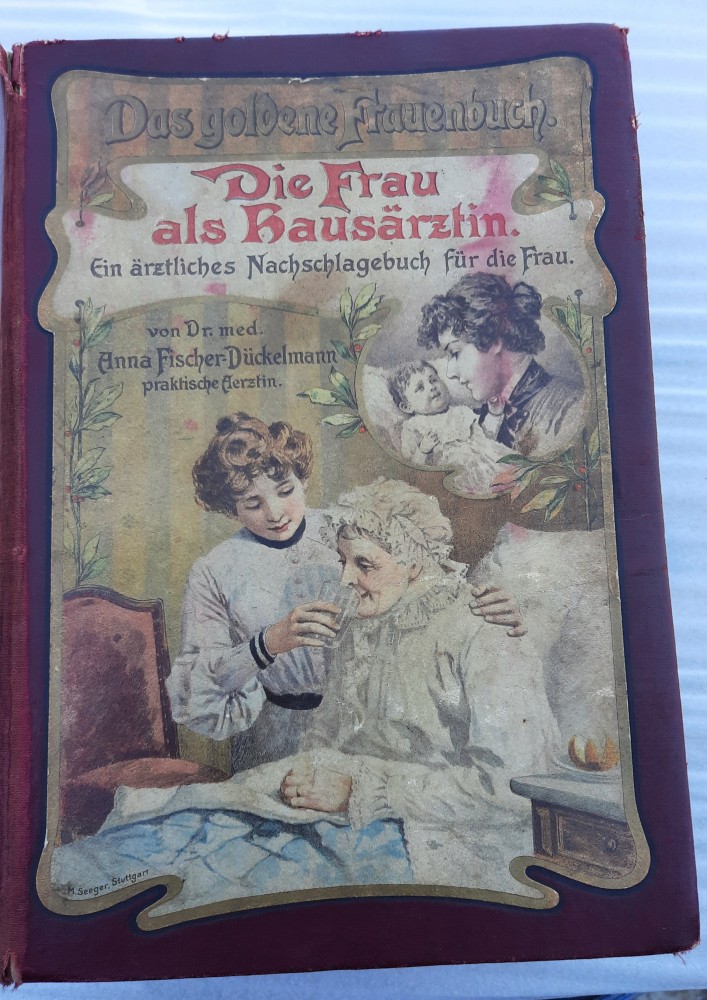 Das goldene Frauenbuch.
Die Frau
als Hausärztin.
Ein ärztliches Nachschlagebuch für die Frau.
von Dr. med.
Anna Fischer-Dückelmann
praktische Aerztin.
M. Seeger, Stuttgart